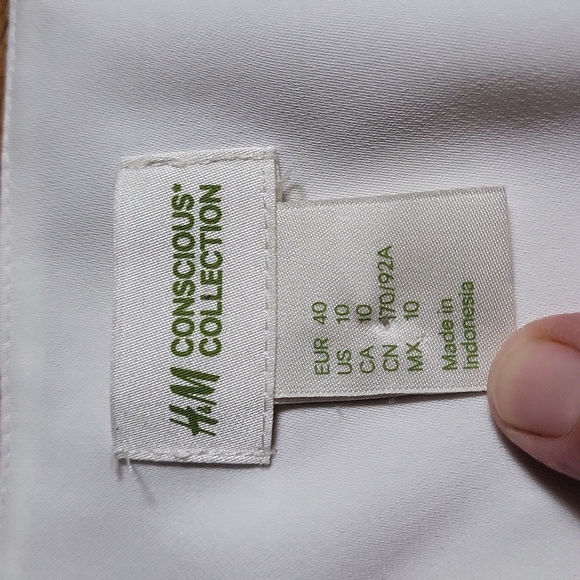 H&M CONSCIOUS*
COLLECTION
EUR 40
US 10
CA 10
CN 170/92A
MX 10
Made in
Indonesia